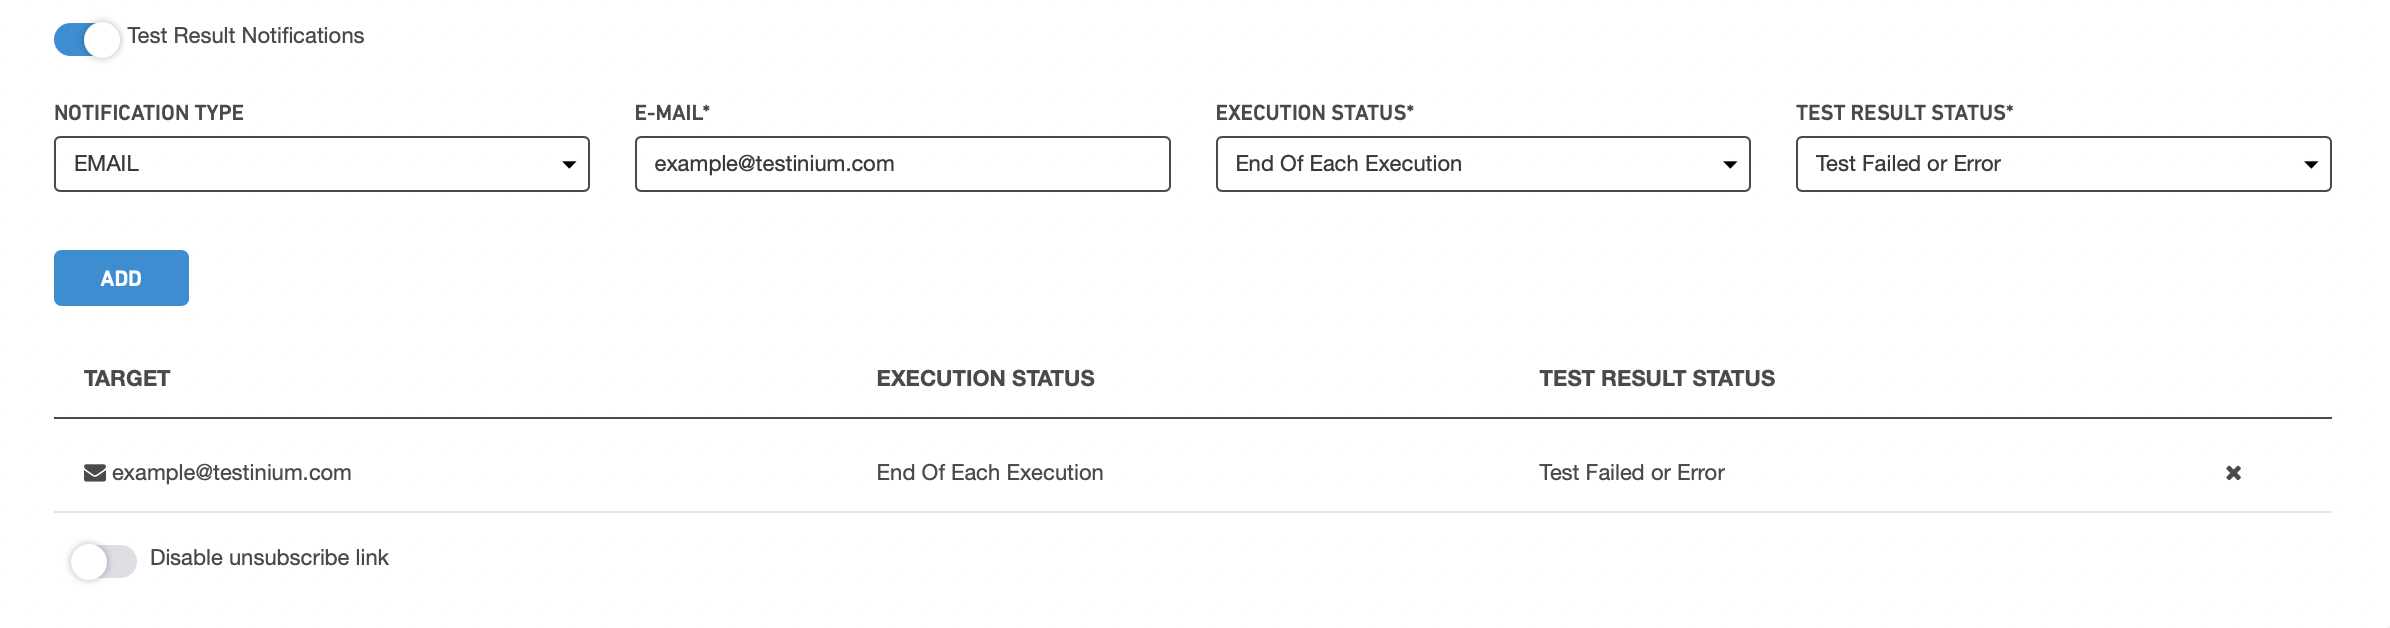 Test Result Notifications
NOTIFICATION TYPE E-MAIL* EXECUTION STATUS* TEST RESULT STATUS*
EMAIL example@testinium.com End Of Each Execution Test Failed or Error
ADD
TARGET EXECUTION STATUS TEST RESULT STATUS
example@testinium.com End Of Each Execution Test Failed or Error
Disable unsubscribe link